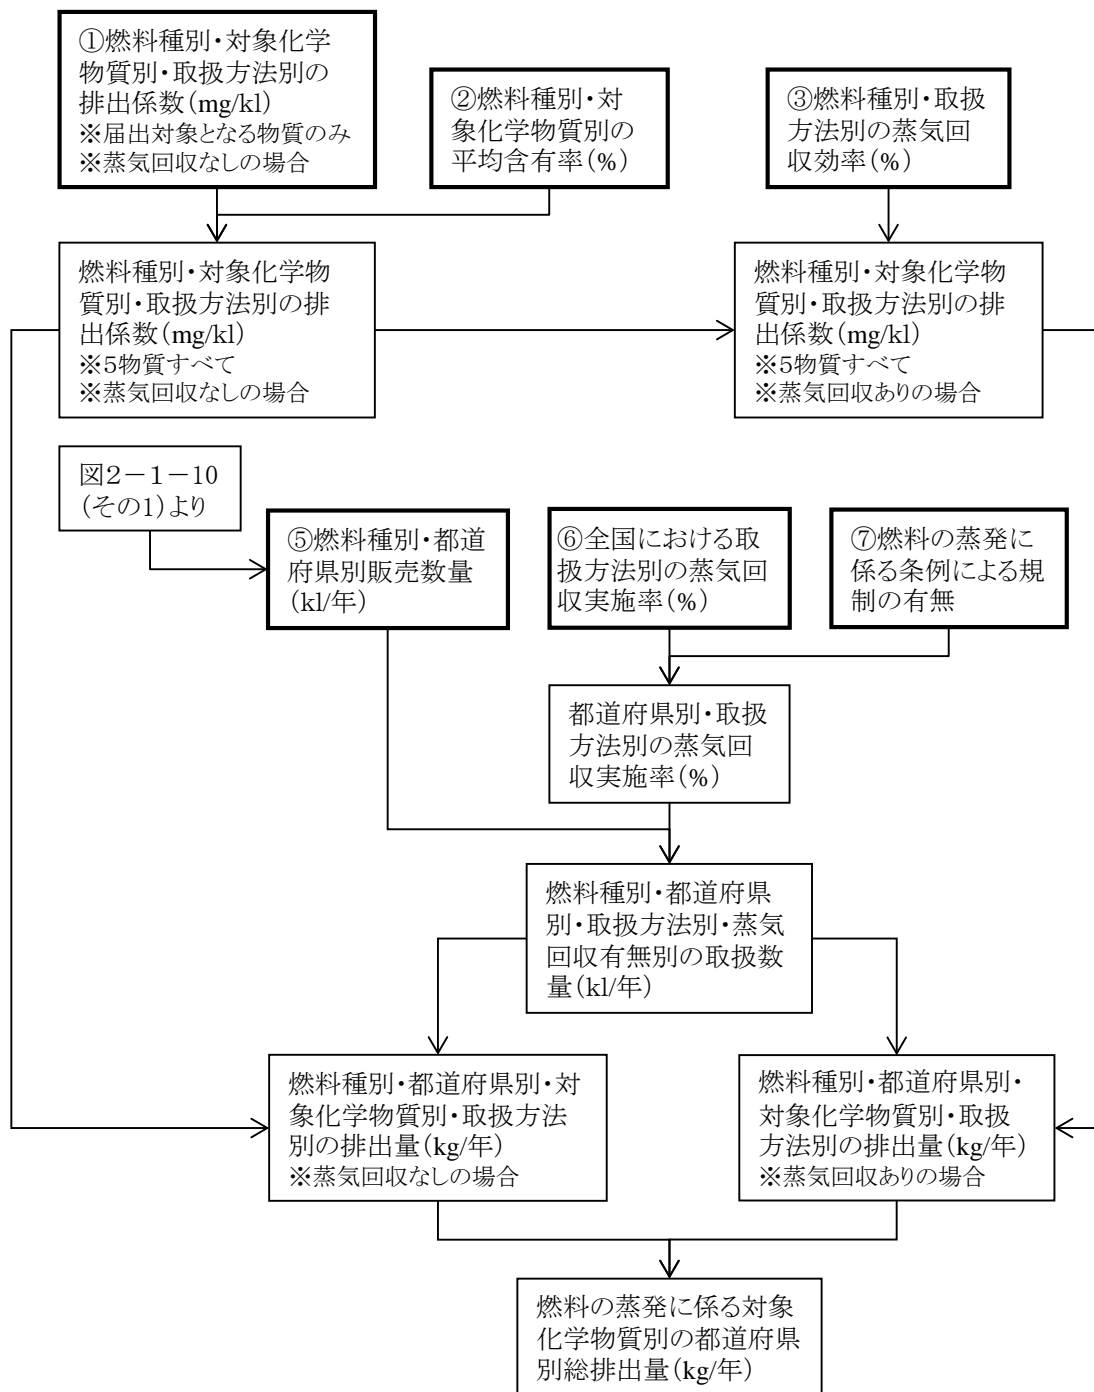 ①燃料種別・対象化学
物質別・取扱方法別の
排出係数(mg/kl)
※届出対象となる物質のみ
※蒸気回収なしの場合
②燃料種別・対
象化学物質別の
平均含有率(%)
③燃料種別・取扱
方法別の蒸気回
収効率(%)
燃料種別・対象化学物
質別・取扱方法別の排
出係数(mg/kl)
※5物質すべて
※蒸気回収なしの場合
燃料種別・対象化学物
質別・取扱方法別の排
出係数(mg/kl)
※5物質すべて
※蒸気回収ありの場合
図2-1-10
(その1)より
⑤燃料種別・都道
府県別販売数量
(kl/年)
⑥全国における取
扱方法別の蒸気回
収実施率(%)
⑦燃料の蒸発に
係る条例による規
制の有無
都道府県別・取扱
方法別の蒸気回
収実施率(%)
燃料種別・都道府県
別・取扱方法別・蒸気
回収有無別の取扱数
量(kl/年)
燃料種別・都道府県別・対
象化学物質別・取扱方法
別の排出量(kg/年)
※蒸気回収なしの場合
燃料種別・都道府県別・
対象化学物質別・取扱
方法別の排出量(kg/年)
※蒸気回収ありの場合
燃料の蒸発に係る対象
化学物質別の都道府県
別総排出量(kg/年)